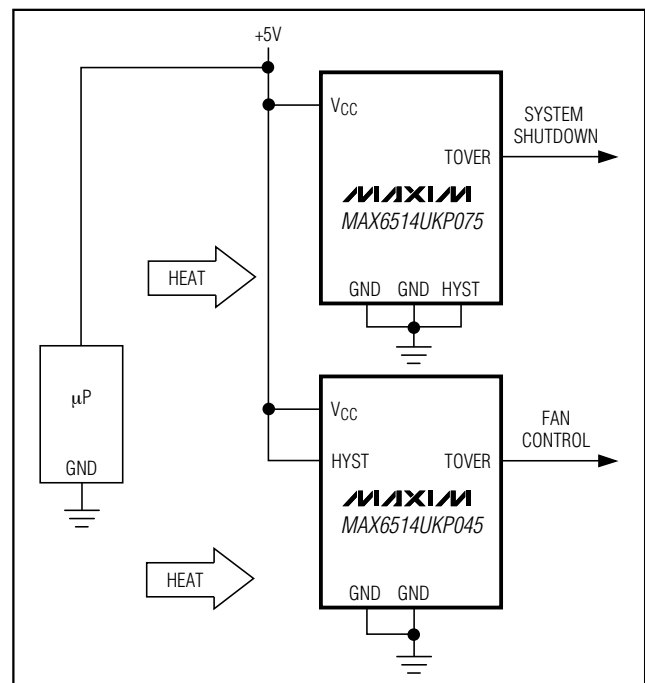 +5V
VCC
SYSTEM
SHUTDOWN
TOVER
MAXIM
MAX6514UKP075
HEAT
GND GND HYST
µP
GND
VCC
FAN
CONTROL
HYST
TOVER
MAXIM
MAX6514UKP045
HEAT
GND GND